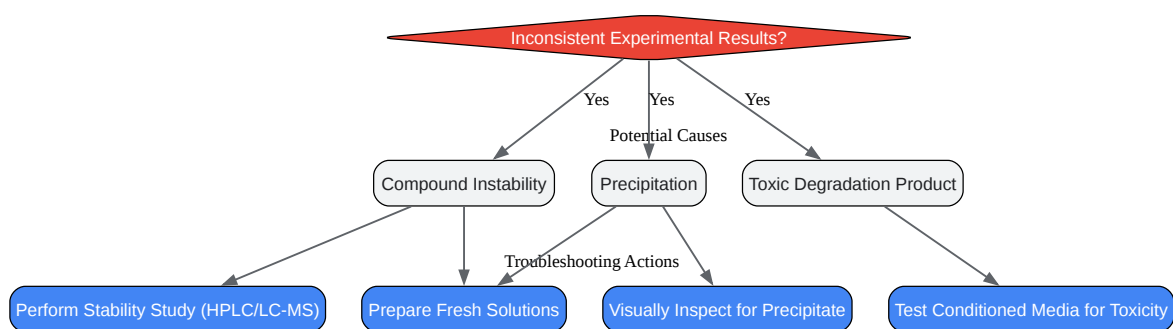 Inconsistent Experimental Results?
Yes
Yes
Yes
Potential Causes
Compound Instability
Precipitation
Toxic Degradation Product
Troubleshooting Actions
Perform Stability Study (HPLC/LC-MS)
Prepare Fresh Solutions
Visually Inspect for Precipitate
Test Conditioned Media for Toxicity